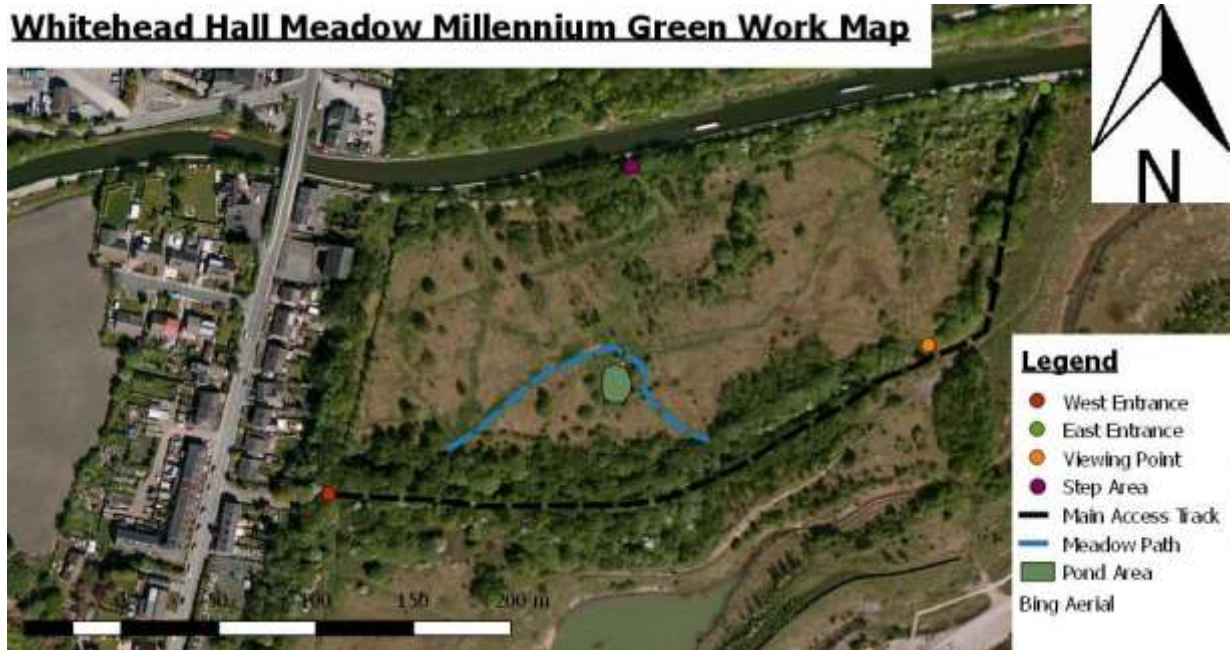 Whitehead Hall Meadow Millennium Green Work Map
N
Legend
West Entrance
East Entrance
Viewing Point
Step Area
Main Access Track
Meadow Path
Pond Area
Bing Aerial
100 150 200 m